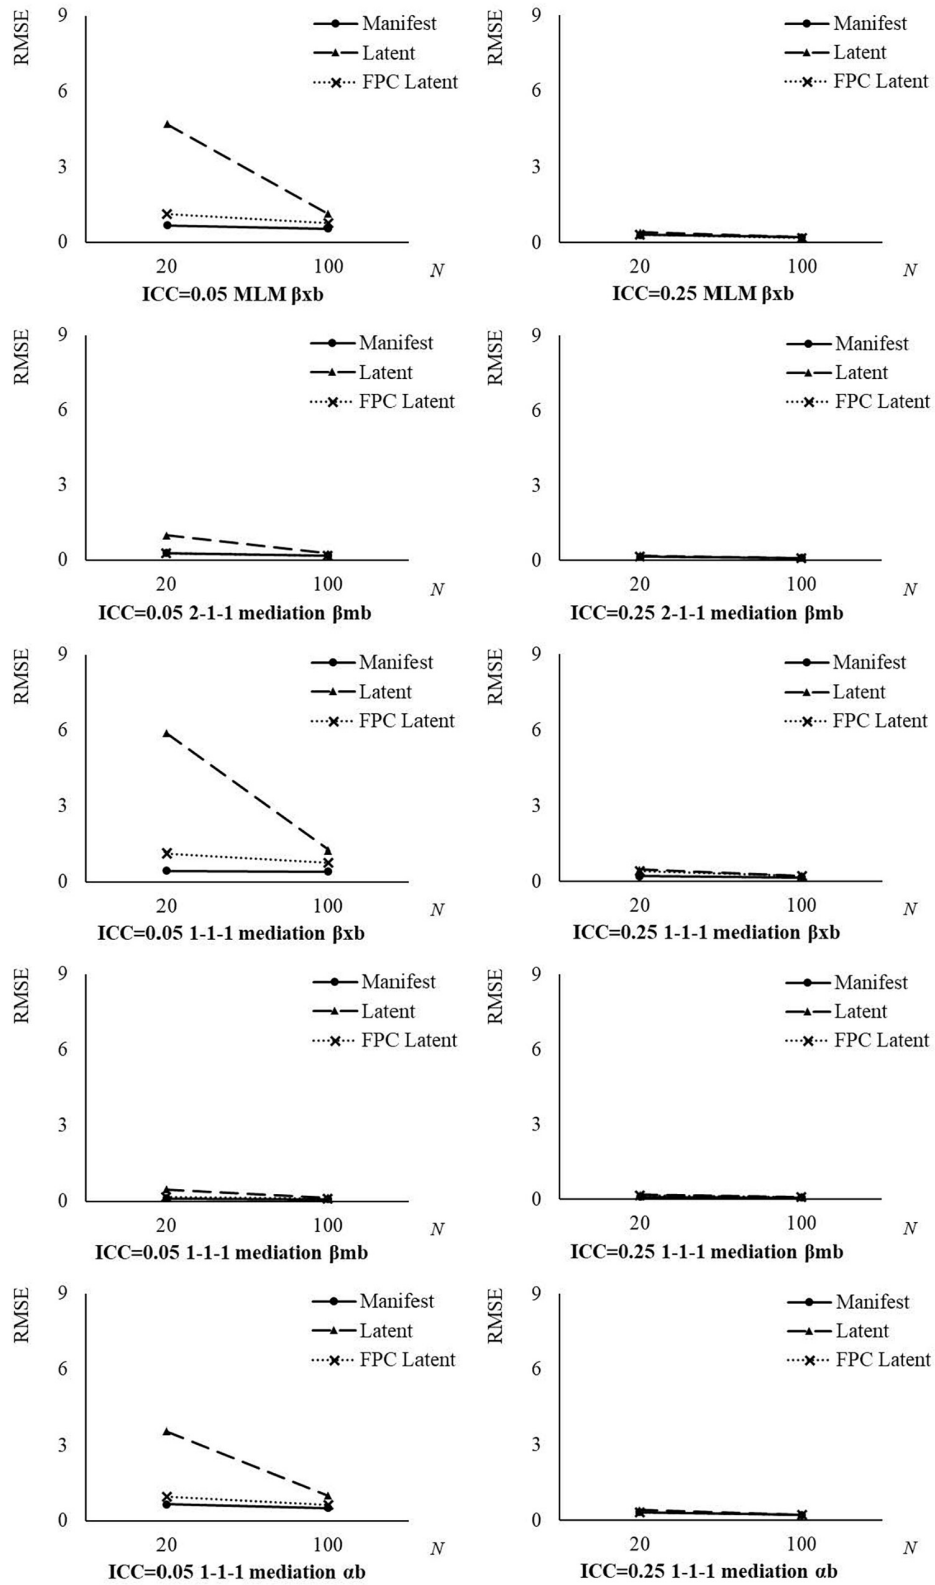 9
RMSE
6
3
0
Manifest
Latent
FPC Latent
20 100 N
ICC=0.05 MLM βxb
9
RMSE
6
3
0
Manifest
Latent
FPC Latent
20 100 N
ICC=0.25 MLM βxb
9
RMSE
6
3
0
Manifest
Latent
FPC Latent
20 100 N
ICC=0.05 2-1-1 mediation βmb
9
RMSE
6
3
0
Manifest
Latent
FPC Latent
20 100 N
ICC=0.25 2-1-1 mediation βmb
9
RMSE
6
3
0
Manifest
Latent
FPC Latent
20 100 N
ICC=0.05 1-1-1 mediation βxb
9
RMSE
6
3
0
Manifest
Latent
FPC Latent
20 100 N
ICC=0.25 1-1-1 mediation βxb
9
RMSE
6
3
0
Manifest
Latent
FPC Latent
20 100 N
ICC=0.05 1-1-1 mediation βmb
9
RMSE
6
3
0
Manifest
Latent
FPC Latent
20 100 N
ICC=0.25 1-1-1 mediation βmb
9
RMSE
6
3
0
Manifest
Latent
FPC Latent
20 100 N
ICC=0.05 1-1-1 mediation αb
9
RMSE
6
3
0
Manifest
Latent
FPC Latent
20 100 N
ICC=0.25 1-1-1 mediation αb